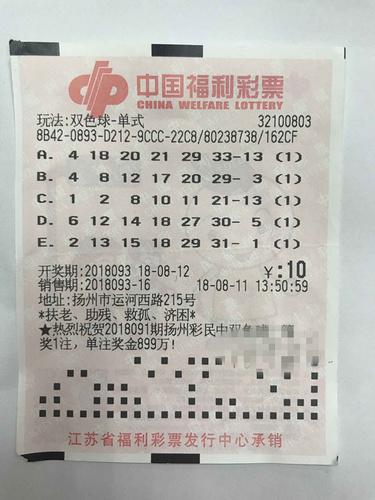 中国福利彩票
CHINA WELFARE LOTTERY
玩法:双色球-单式 32100803
8B42-0893-D212-9CCC-22C8/80238738/162CF
A. 4 18 20 21 29 33-13 (1)
B. 4 8 9 17 20 29- 3 (1)
C. 1 2 8 10 11 21-13 (1)
D. 6 12 14 18 27 30- 5 (1)
E. 2 13 15 18 29 31- 1 (1)
开奖期:2018093 18-08-12 ¥:10
销售期:2018093-16 18-08-11 13:50:59
地址:扬州市运河西路215号
*扶老、助残、救孤、济困*
★热烈祝贺2018091期扬州彩民中双色球
奖1注，单注奖金899万!
江苏省福利彩票发行中心承销